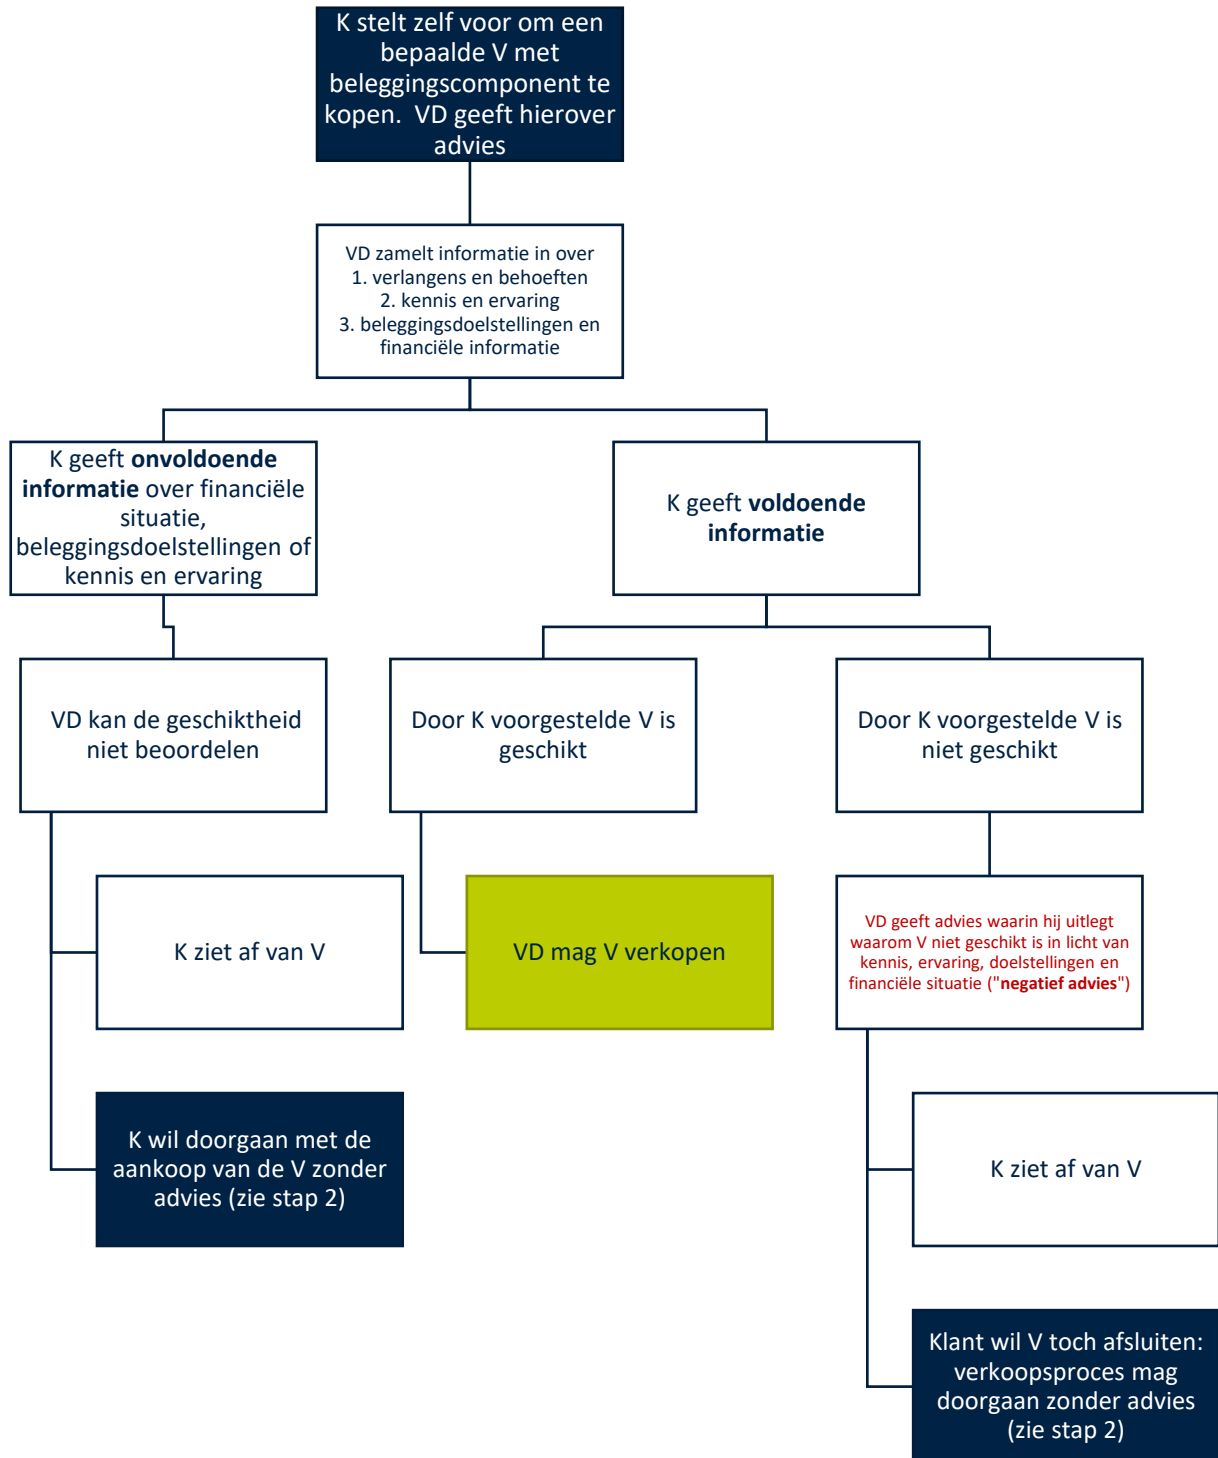 K stelt zelf voor om een
bepaalde V met
beleggingscomponent te
kopen.  VD geeft hierover
advies
VD zamelt informatie in over
1. verlangens en behoeften
2. kennis en ervaring
3. beleggingsdoelstellingen en
financiële informatie
K geeft onvoldoende
informatie over financiële
situatie,
beleggingsdoelstellingen of
kennis en ervaring
K geeft voldoende
informatie
VD kan de geschiktheid
niet beoordelen
Door K voorgestelde V is
geschikt
Door K voorgestelde V is
niet geschikt
K ziet af van V
VD mag V verkopen
VD geeft advies waarin hij uitlegt
waarom V niet geschikt is in licht van
kennis, ervaring, doelstellingen en
financiële situatie ("negatief advies")
K wil doorgaan met de
aankoop van de V zonder
advies (zie stap 2)
K ziet af van V
Klant wil V toch afsluiten:
verkoopsproces mag
doorgaan zonder advies
(zie stap 2)